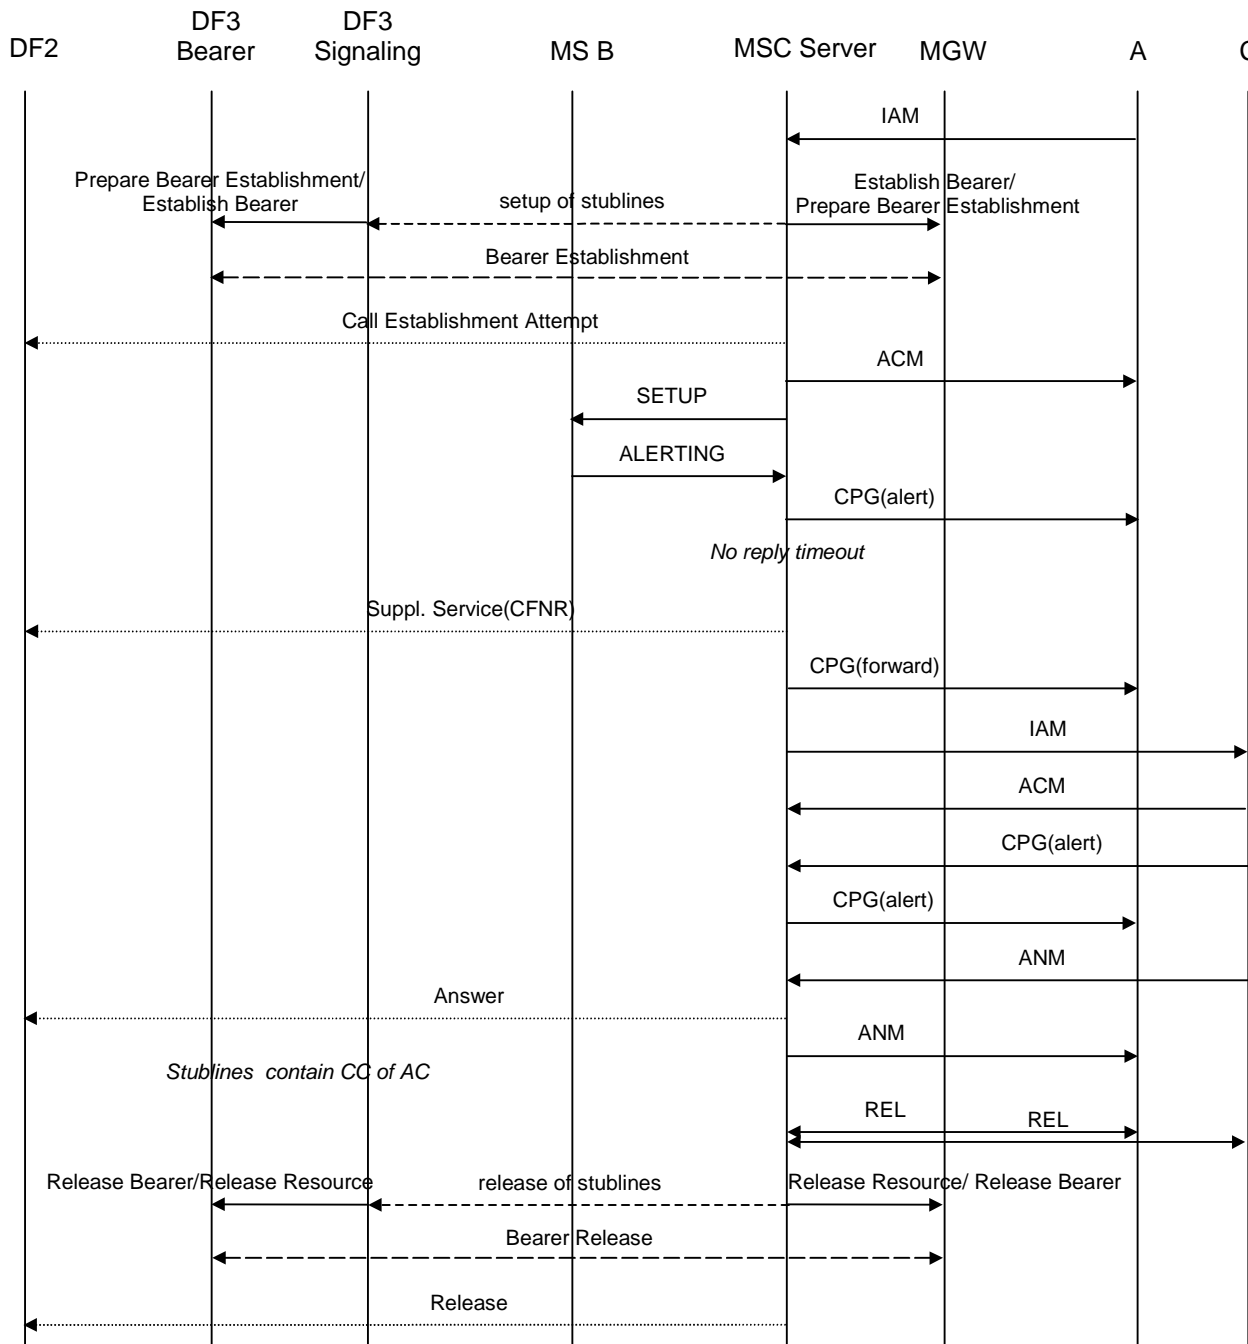 DF2
DF3
Bearer
DF3
Signaling
MS B
MSC Server
MGW
A
IAM
Prepare Bearer Establishment/
Establish Bearer
setup of stublines
Establish Bearer/
Prepare Bearer Establishment
Bearer Establishment
Call Establishment Attempt
ACM
SETUP
ALERTING
CPG(alert)
No reply timeout
Suppl. Service(CFNR)
CPG(forward)
IAM
ACM
CPG(alert)
CPG(alert)
ANM
Answer
ANM
Stublines contain CC of AC
REL
REL
Release Bearer/Release Resource
release of stublines
Release Resource/ Release Bearer
Bearer Release
Release